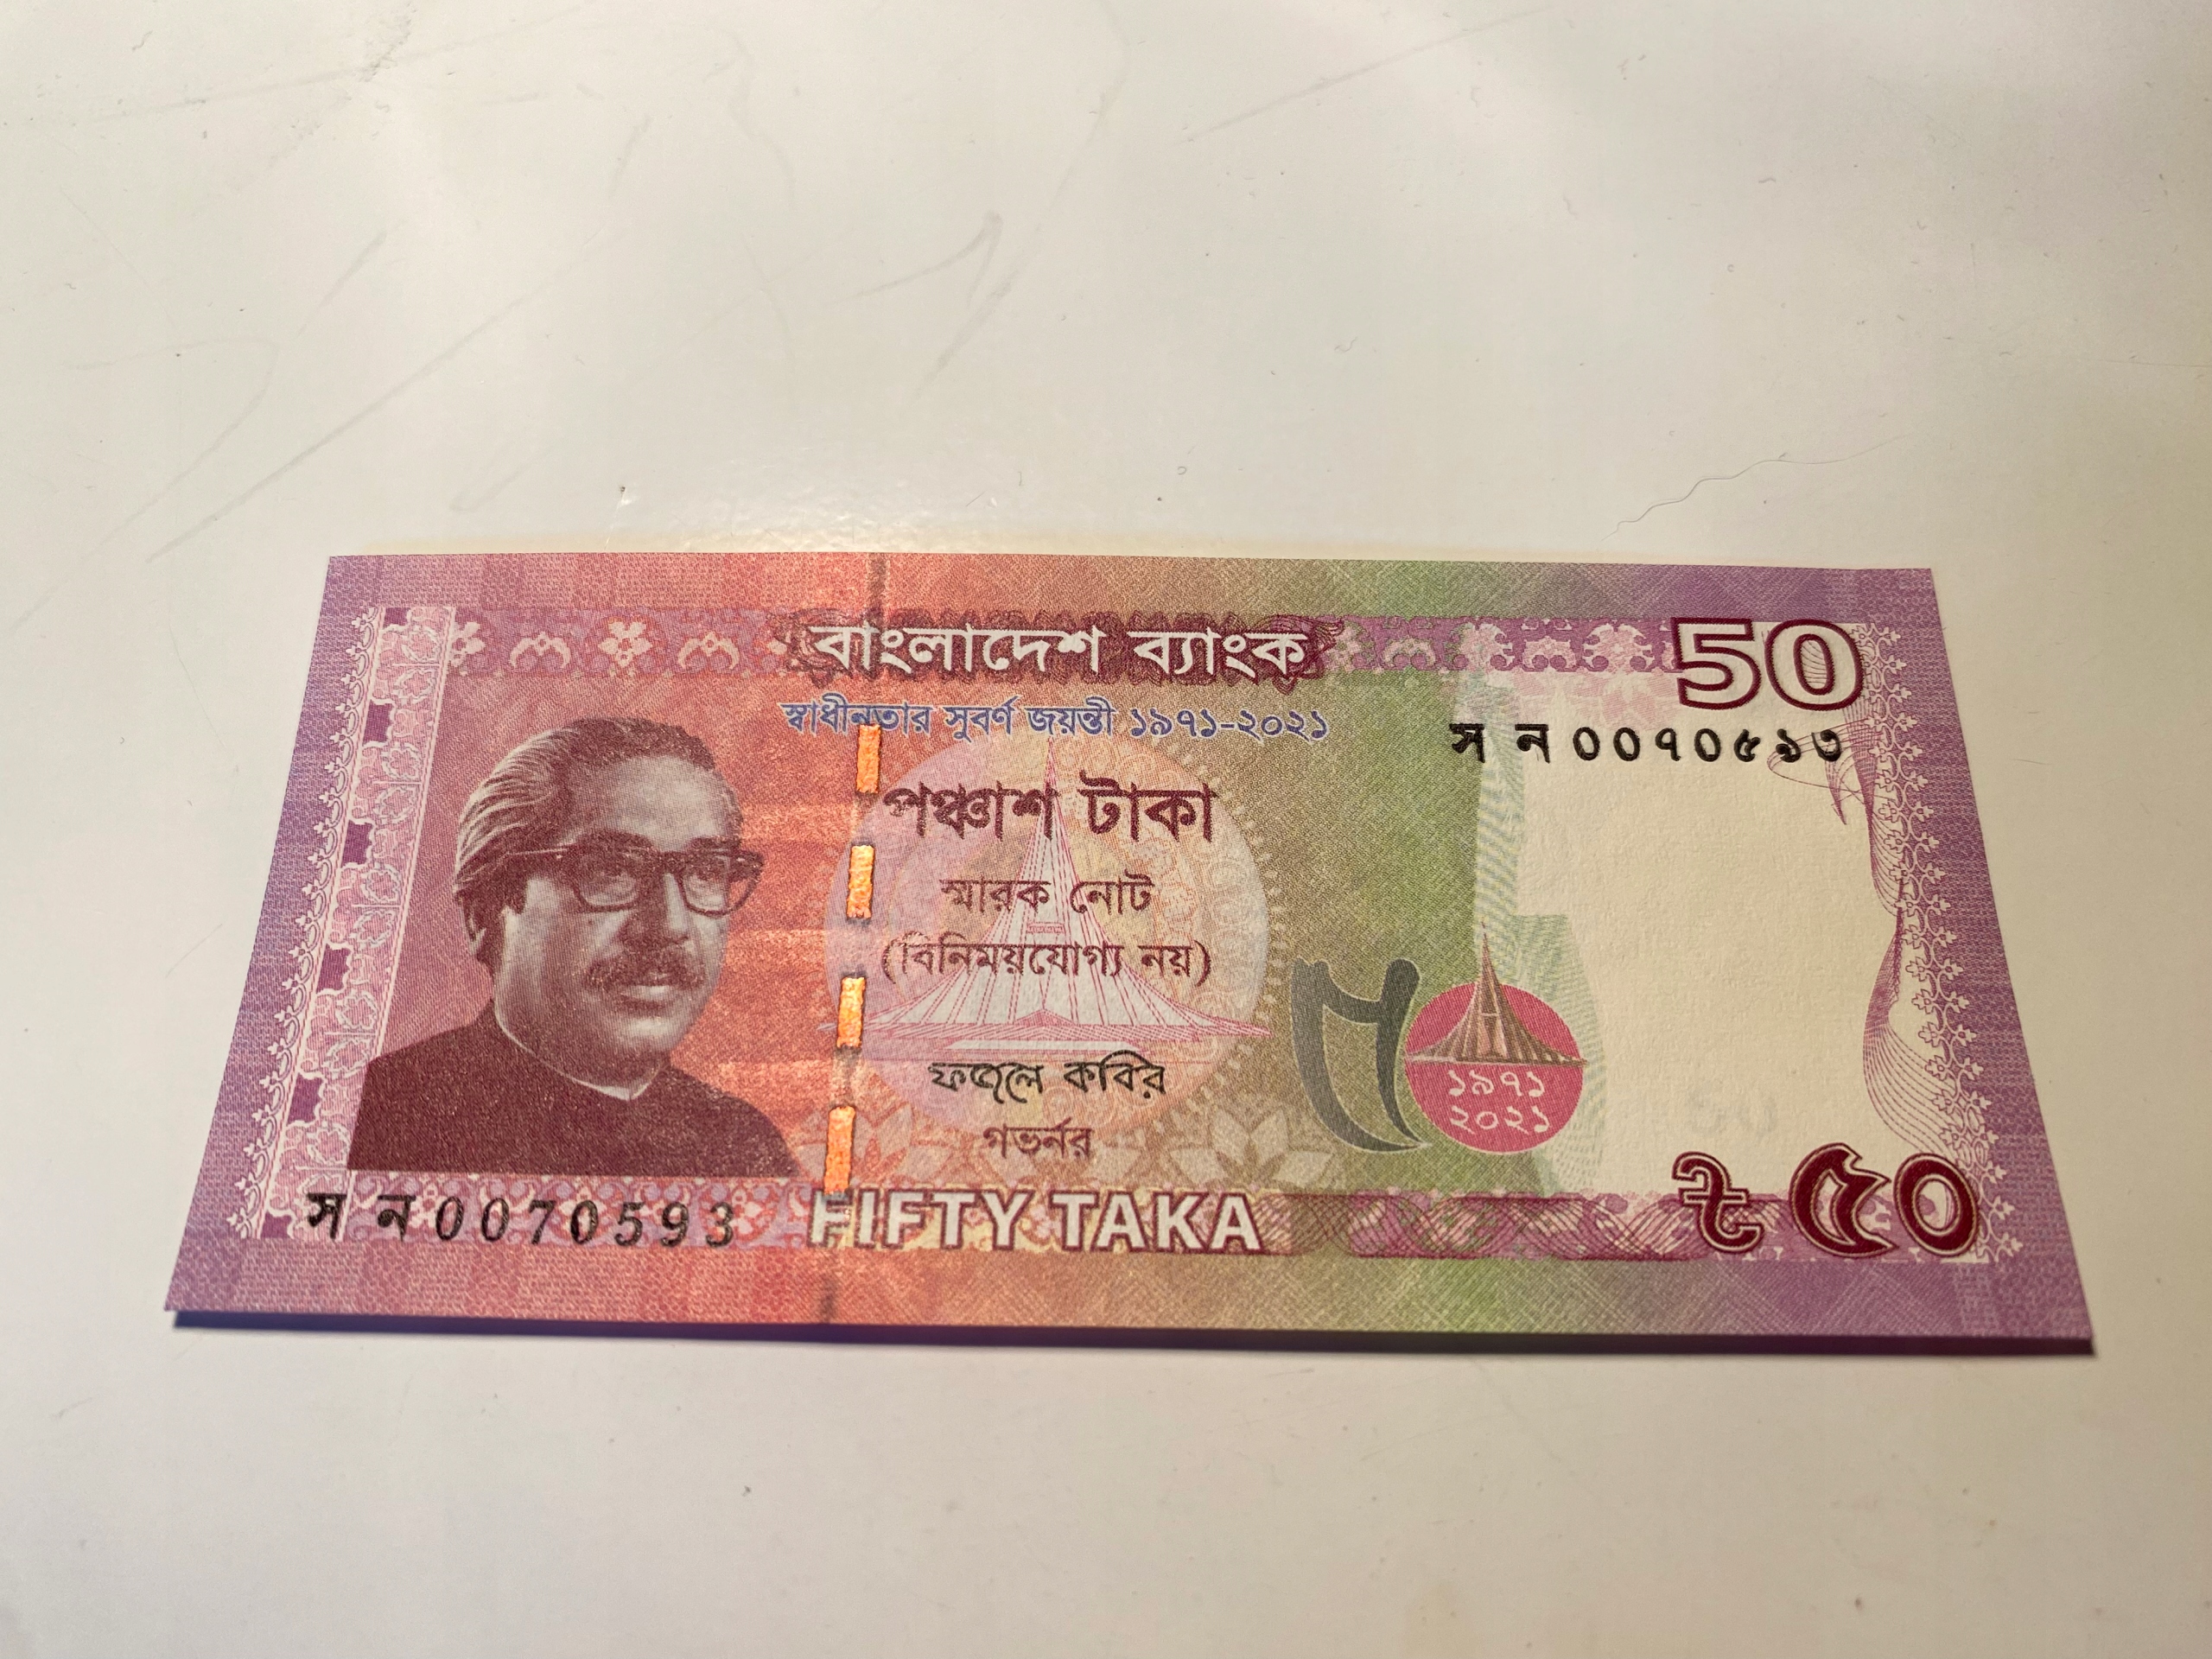 বাংলাদেশ ব্যাংক
50
স্বাধীনতার সুবর্ণ জয়ন্তী ১৯৭১-২০২১
স ন ০০৭০৫৯৩
পঞ্চাশ টাকা
স্মারক নোট
(বিনিময়যোগ্য নয়)
ফজলে কবির
গভর্নর
৫
১৯৭১
২০২১
৳ ৫০
স ন 0070593
FIFTY TAKA